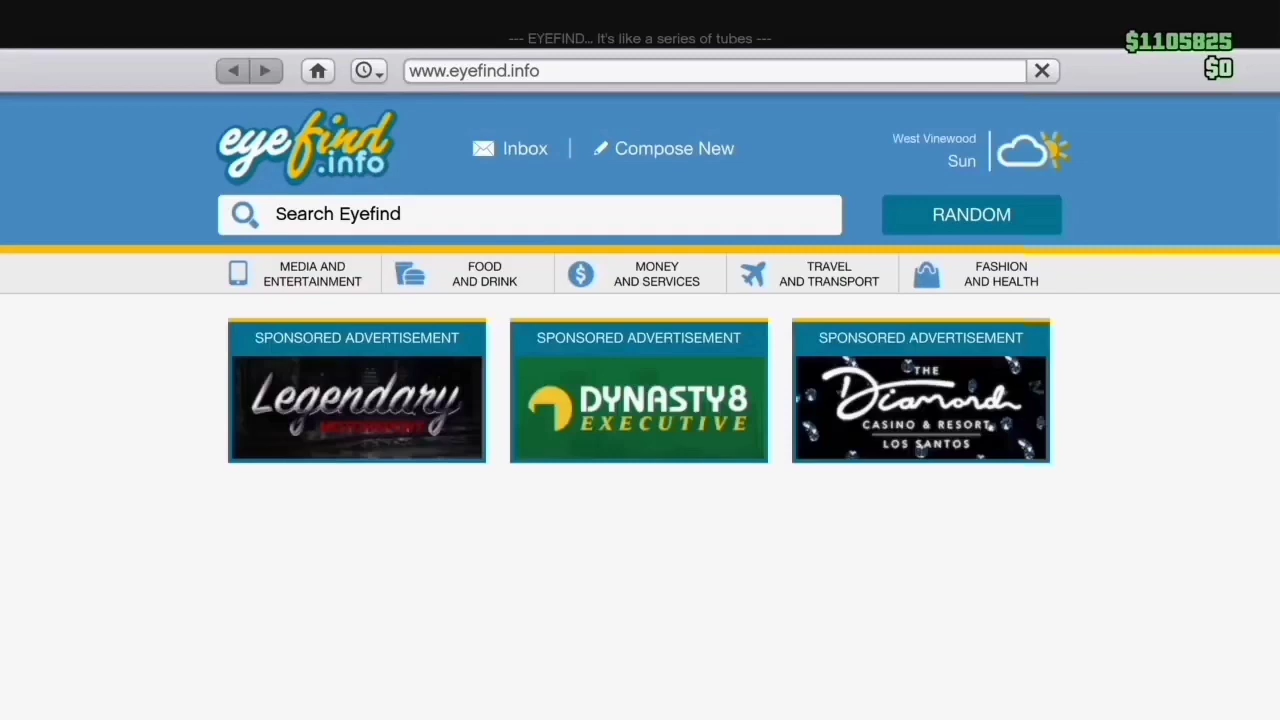 --- EYEFIND... It's like a series of tubes ---
$1105825
$0
www.eyefind.info
eyefind
.info
Inbox
Compose New
West Vinewood
Sun
Search Eyefind
RANDOM
MEDIA AND
ENTERTAINMENT
FOOD
AND DRINK
MONEY
AND SERVICES
TRAVEL
AND TRANSPORT
FASHION
AND HEALTH
SPONSORED ADVERTISEMENT
Legendary
MOTORSPORT
SPONSORED ADVERTISEMENT
DYNASTY8
EXECUTIVE
SPONSORED ADVERTISEMENT
THE
Diamond
CASINO & RESORT
LOS SANTOS